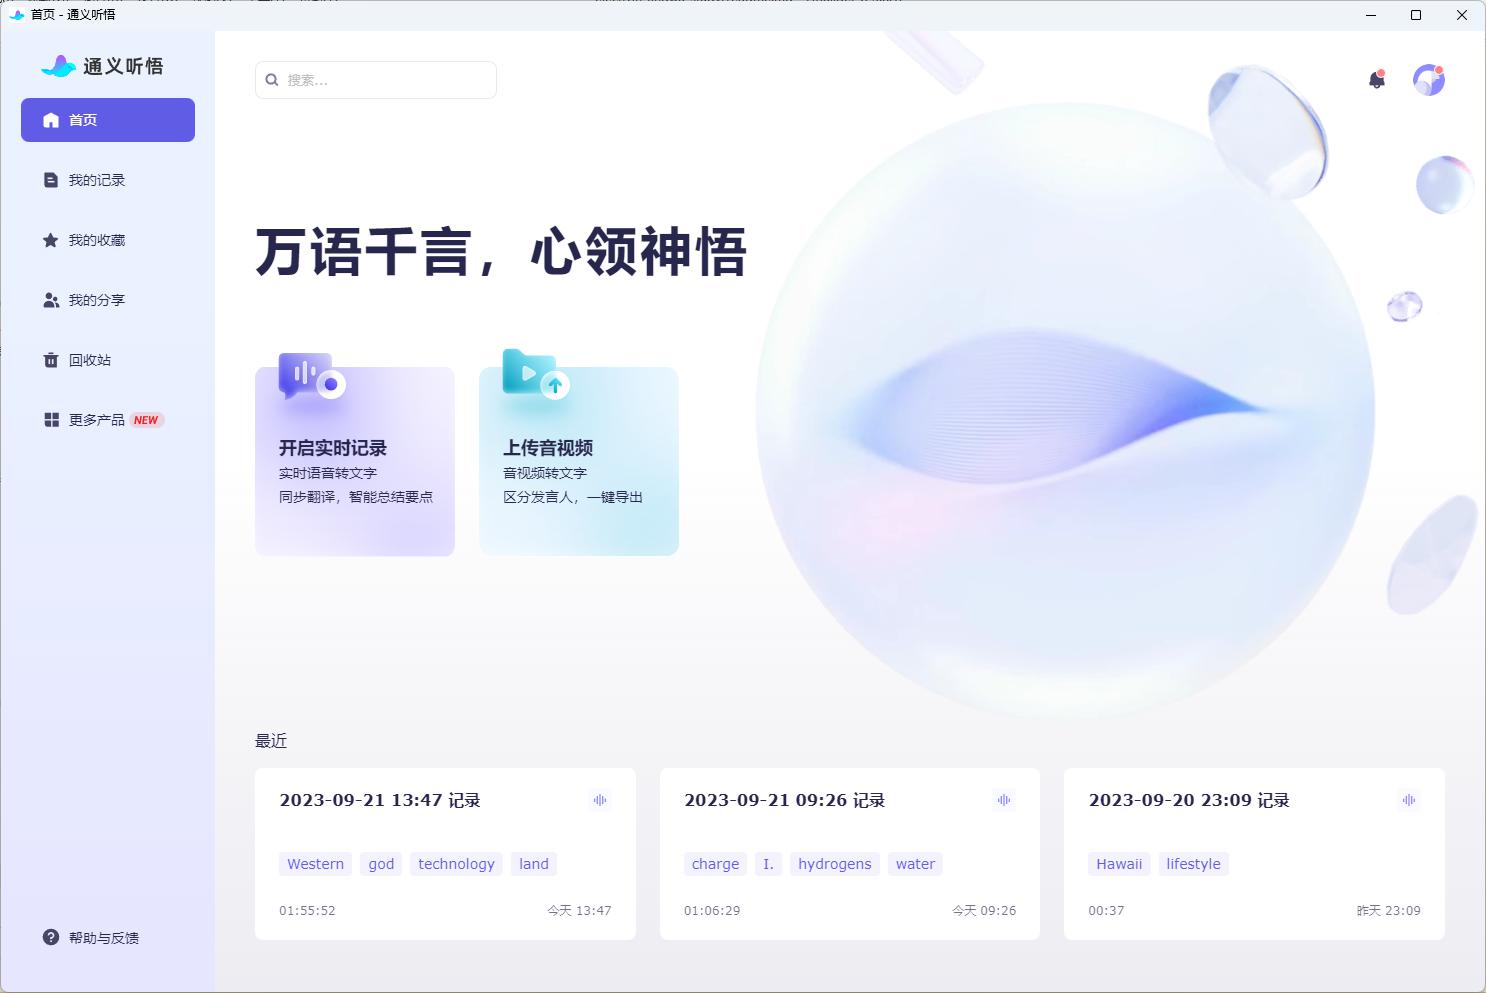 首页 - 通义听悟
通义听悟
首页
我的记录
我的收藏
我的分享
回收站
更多产品 NEW
帮助与反馈
搜索...
万语千言，心领神悟
开启实时记录
实时语音转文字
同步翻译，智能总结要点
上传音视频
音视频转文字
区分发言人，一键导出
最近
2023-09-21 13:47 记录
Western god technology land
01:55:52 今天 13:47
2023-09-21 09:26 记录
charge I. hydrogens water
01:06:29 今天 09:26
2023-09-20 23:09 记录
Hawaii lifestyle
00:37 昨天 23:09